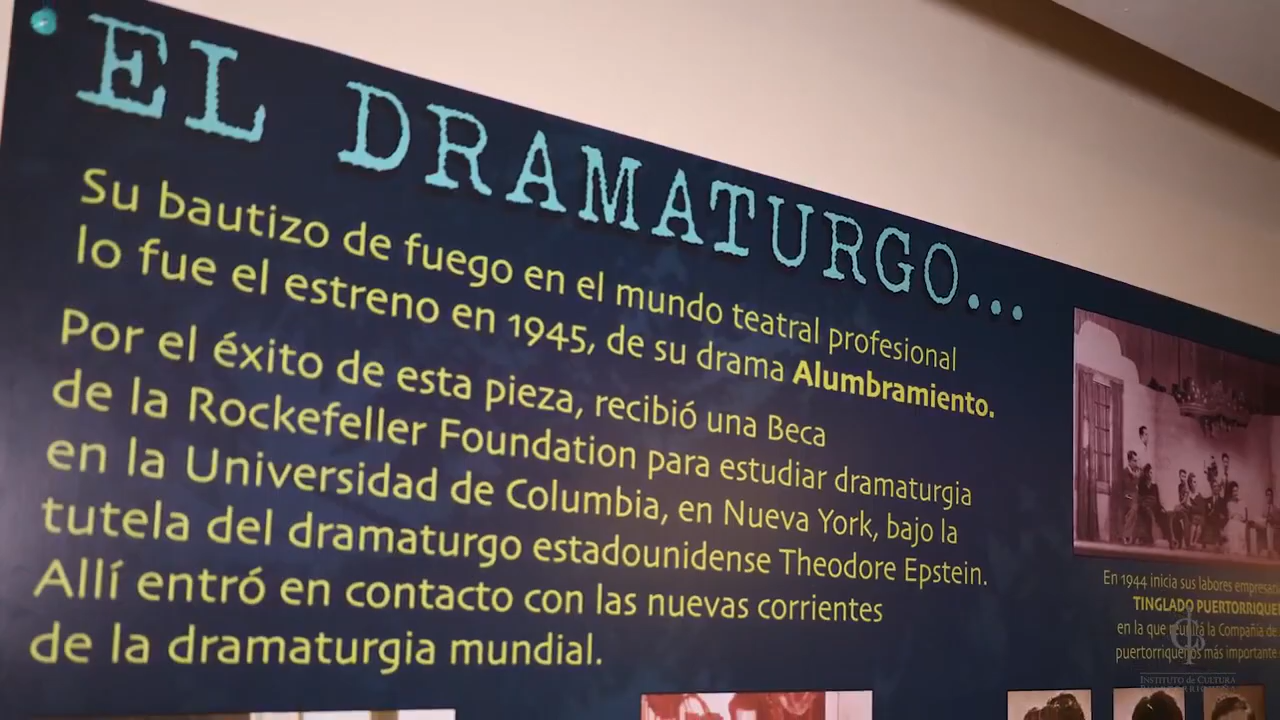 EL DRAMATURGO...
Su bautizo de fuego en el mundo teatral profesional
lo fue el estreno en 1945, de su drama Alumbramiento.
Por el éxito de esta pieza, recibió una Beca
de la Rockefeller Foundation para estudiar dramaturgia
en la Universidad de Columbia, en Nueva York, bajo la
tutela del dramaturgo estadounidense Theodore Epstein.
Allí entró en contacto con las nuevas corrientes
de la dramaturgia mundial.
En 1944 inicia sus labores
TINGLADO
en la que reunirá la Compañía de
puertorriqueños más importante
INSTITUTO de CULTURA
PUERTORRIQUEÑA